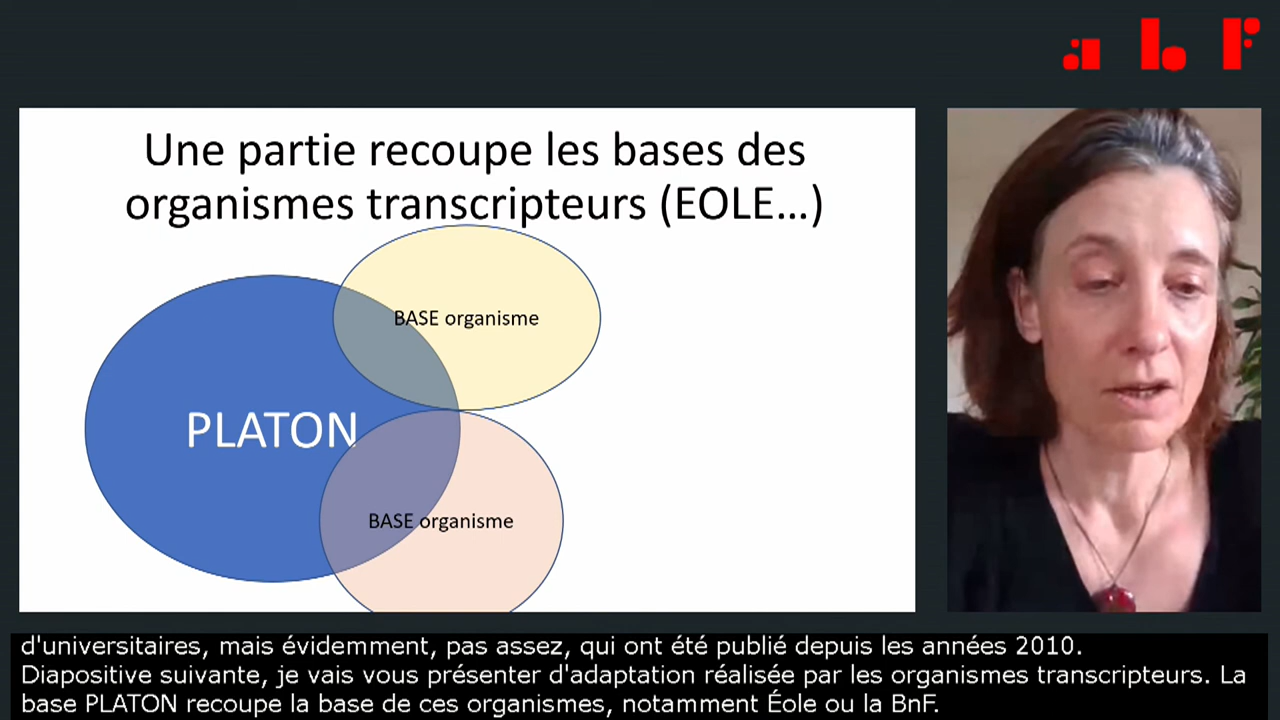 a b f
Une partie recoupe les bases des
organismes transcripteurs (EOLE…)
BASE organisme
PLATON
BASE organisme
d'universitaires, mais évidemment, pas assez, qui ont été publié depuis les années 2010.
Diapositive suivante, je vais vous présenter d'adaptation réalisée par les organismes transcripteurs. La
base PLATON recoupe la base de ces organismes, notamment Éole ou la BnF.